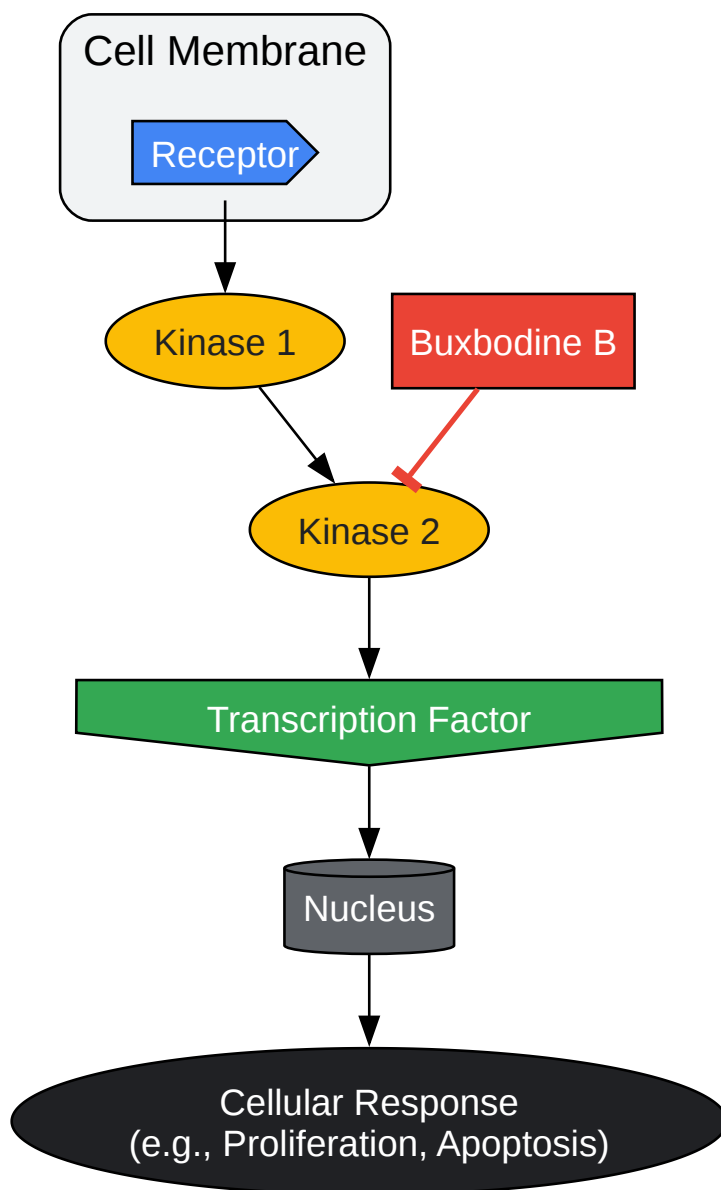 Cell Membrane
Receptor
Kinase 1
Buxbodine B
Kinase 2
Transcription Factor
Nucleus
Cellular Response
(e.g., Proliferation, Apoptosis)